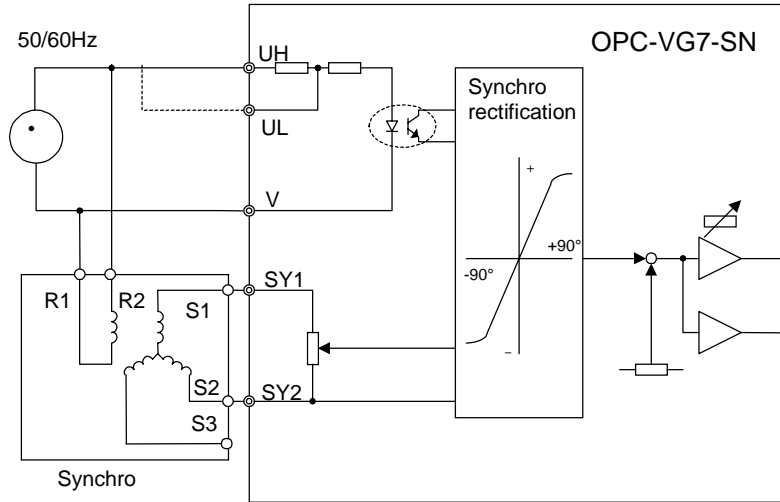 50/60Hz
OPC-VG7-SN
UH
UL
V
Synchro
rectification
+
+90°
-90°
−
R1
R2
S1
SY1
S2
SY2
S3
Synchro